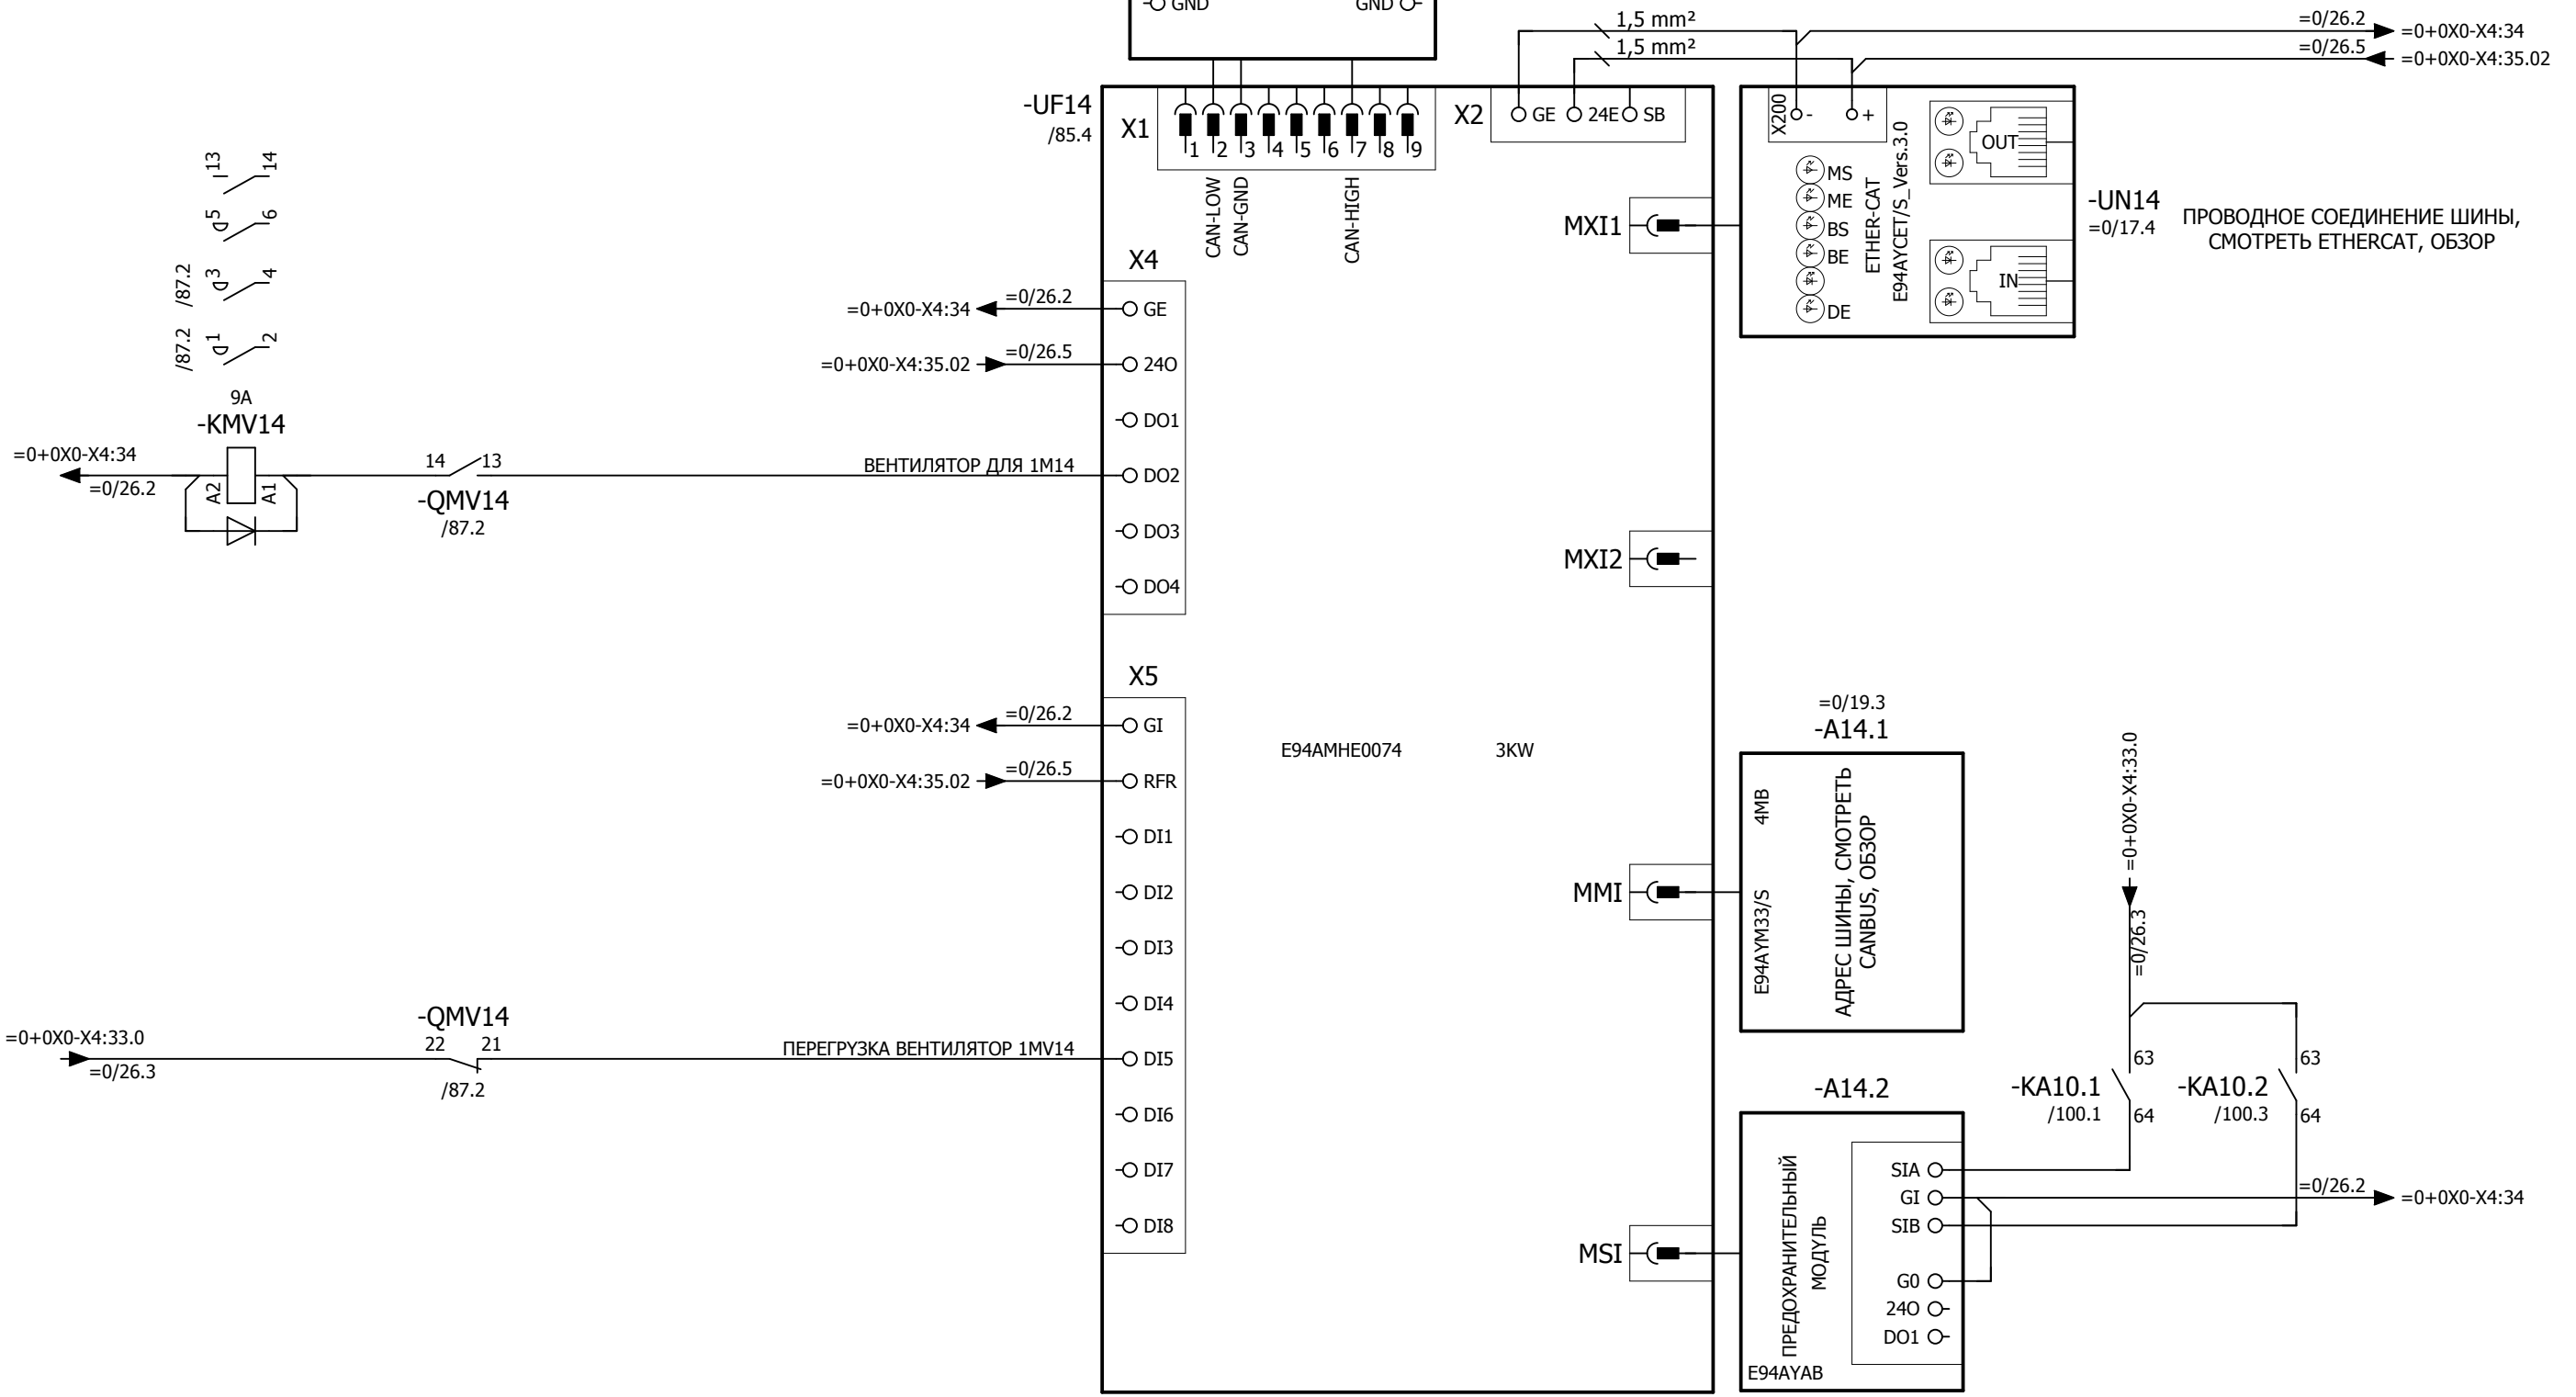 GND GND
1,5 mm²
=0/26.2
=0+0X0-X4:34
1,5 mm²
=0/26.5
=0+0X0-X4:35.02
-UF14
/85.4
X1
1 2 3 4 5 6 7 8 9
CAN-LOW
CAN-GND
CAN-HIGH
X2
GE 24E SB
X200
- +
MS
ME
BS
BE
DE
ETHER-CAT
E94AYCET/S_Vers.3.0
OUT
IN
-UN14
=0/17.4
ПРОВОДНОЕ СОЕДИНЕНИЕ ШИНЫ,
СМОТРЕТЬ ETHERCAT, ОБЗОР
MXI1
13 14
5 6
/87.2 3 4
/87.2 1 2
9A
-KMV14
=0+0X0-X4:34
=0/26.2
A2 A1
14 13
-QMV14
/87.2
ВЕНТИЛЯТОР ДЛЯ 1M14
X4
=0+0X0-X4:34 =0/26.2 GE
=0+0X0-X4:35.02 =0/26.5 24O
DO1
DO2
DO3
DO4
MXI2
X5
=0+0X0-X4:34 =0/26.2 GI
=0+0X0-X4:35.02 =0/26.5 RFR
DI1
DI2
DI3
DI4
DI5
DI6
DI7
DI8
E94AMHE0074 3KW
-QMV14
=0+0X0-X4:33.0
=0/26.3
22 21
/87.2
ПЕРЕГРУЗКА ВЕНТИЛЯТОР 1MV14
=0/19.3
-A14.1
4MB
E94AYM33/S
АДРЕС ШИНЫ, СМОТРЕТЬ
CANBUS, ОБЗОР
MMI
=0+0X0-X4:33.0
=0/26.3
-KA10.1
/100.1
63
64
-KA10.2
/100.3
63
64
-A14.2
MSI
ПРЕДОХРАНИТЕЛЬНЫЙ
МОДУЛЬ
E94AYAB
SIA
GI
SIB
G0
24O
DO1
=0/26.2
=0+0X0-X4:34